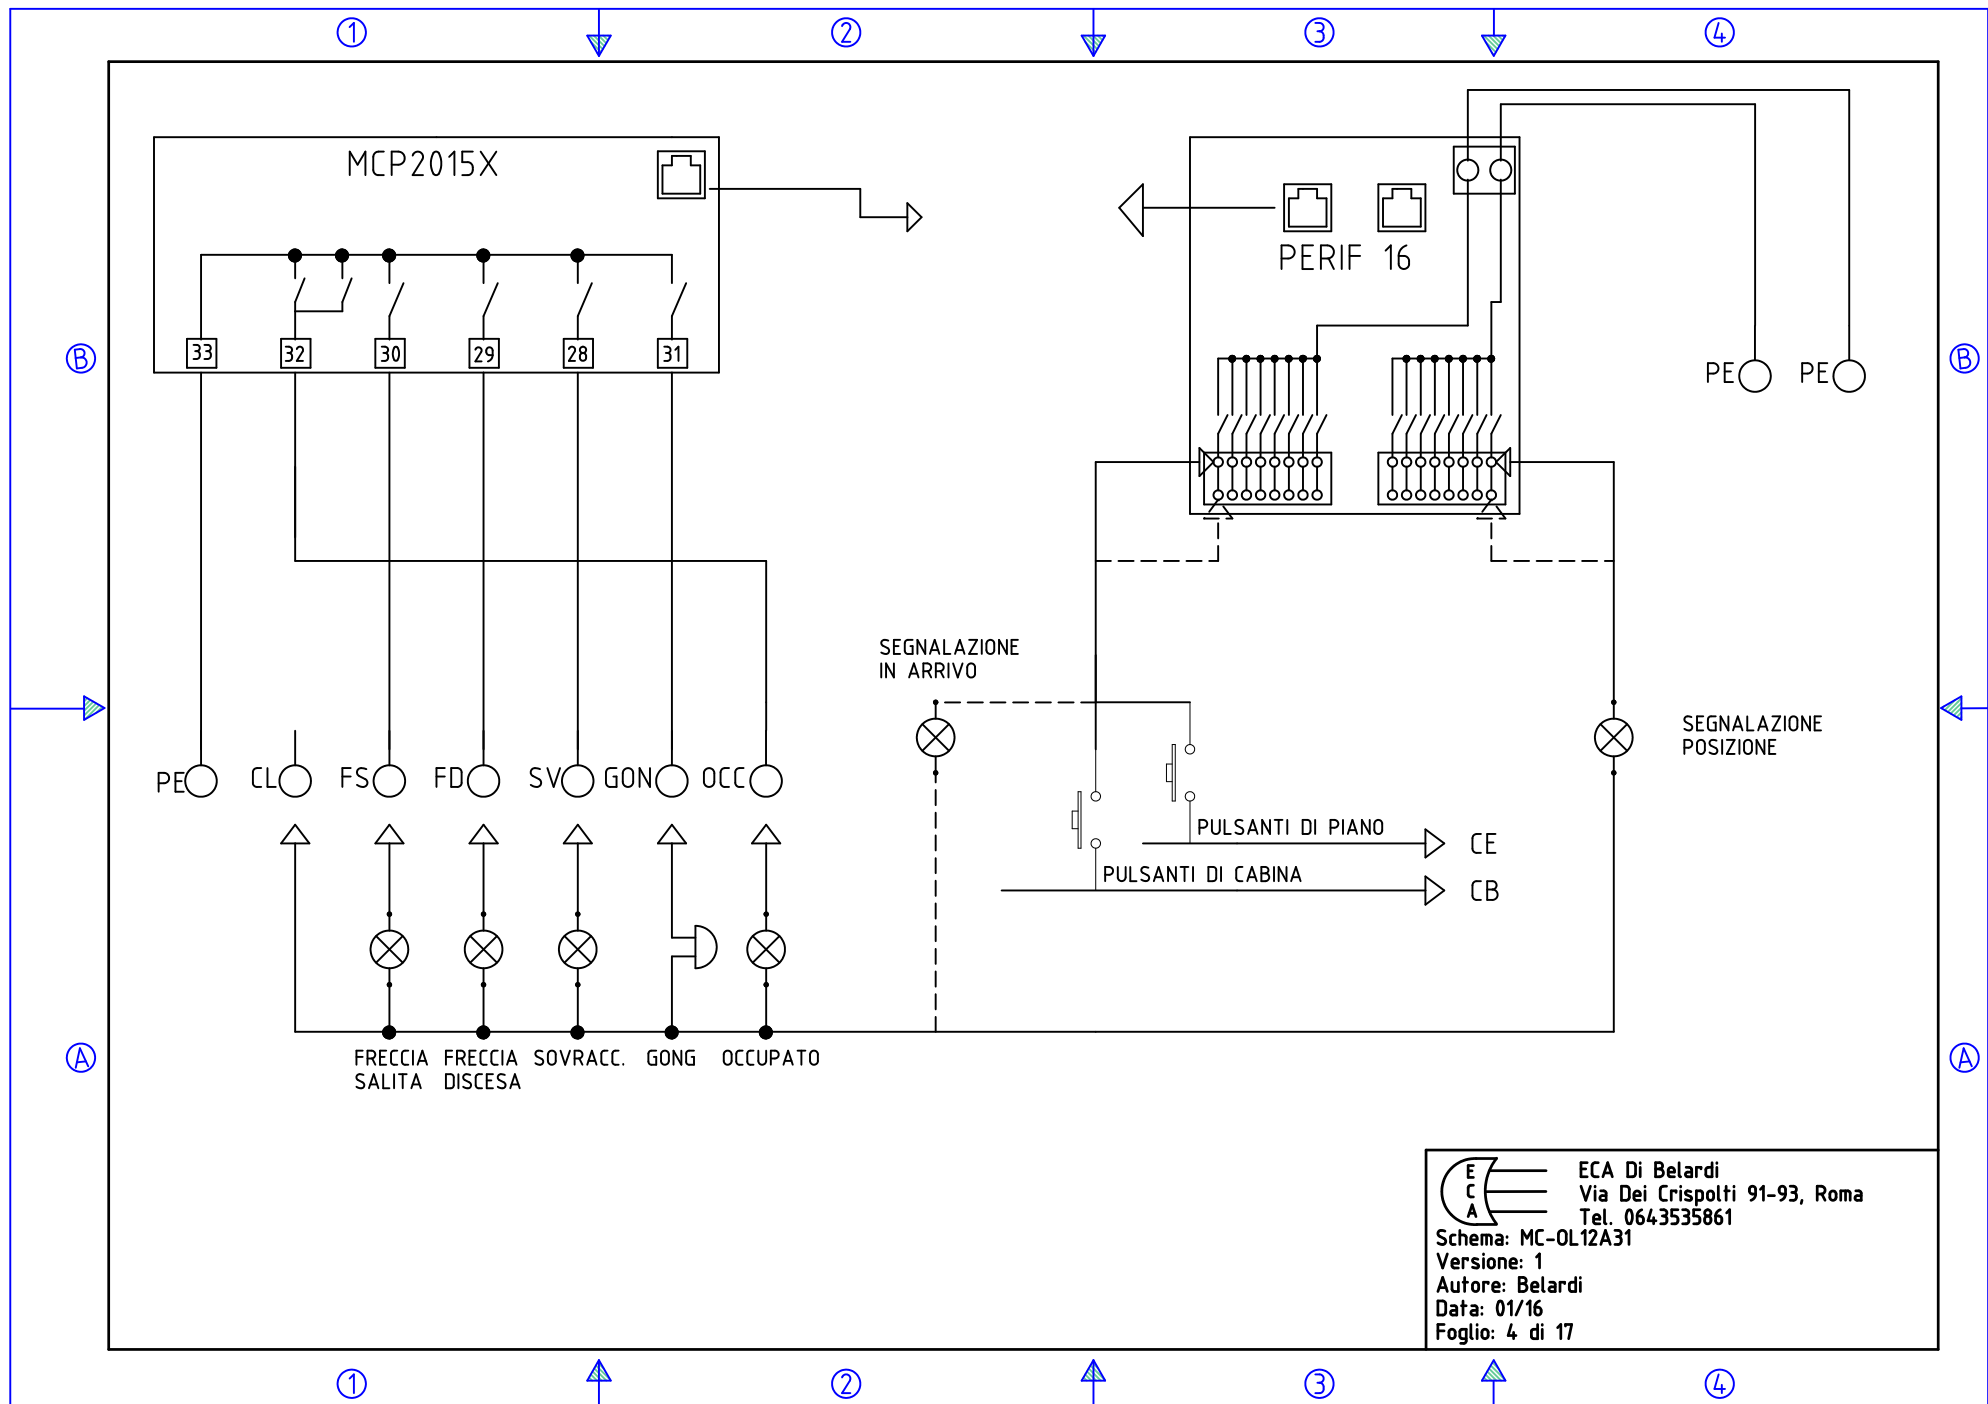 1 2 3 4
MCP2015X
PERIF 16
33 32 30 29 28 31
B B
PE PE
SEGNALAZIONE
IN ARRIVO
SEGNALAZIONE
POSIZIONE
PE CL FS FD SV GON OCC
PULSANTI DI PIANO CE
PULSANTI DI CABINA CB
A A
FRECCIA
SALITA
FRECCIA
DISCESA
SOVRACC.
GONG
OCCUPATO
E
C
A
ECA Di Belardi
Via Dei Crispolti 91-93, Roma
Tel. 0643535861
Schema: MC-OL12A31
Versione: 1
Autore: Belardi
Data: 01/16
Foglio: 4 di 17
1 2 3 4